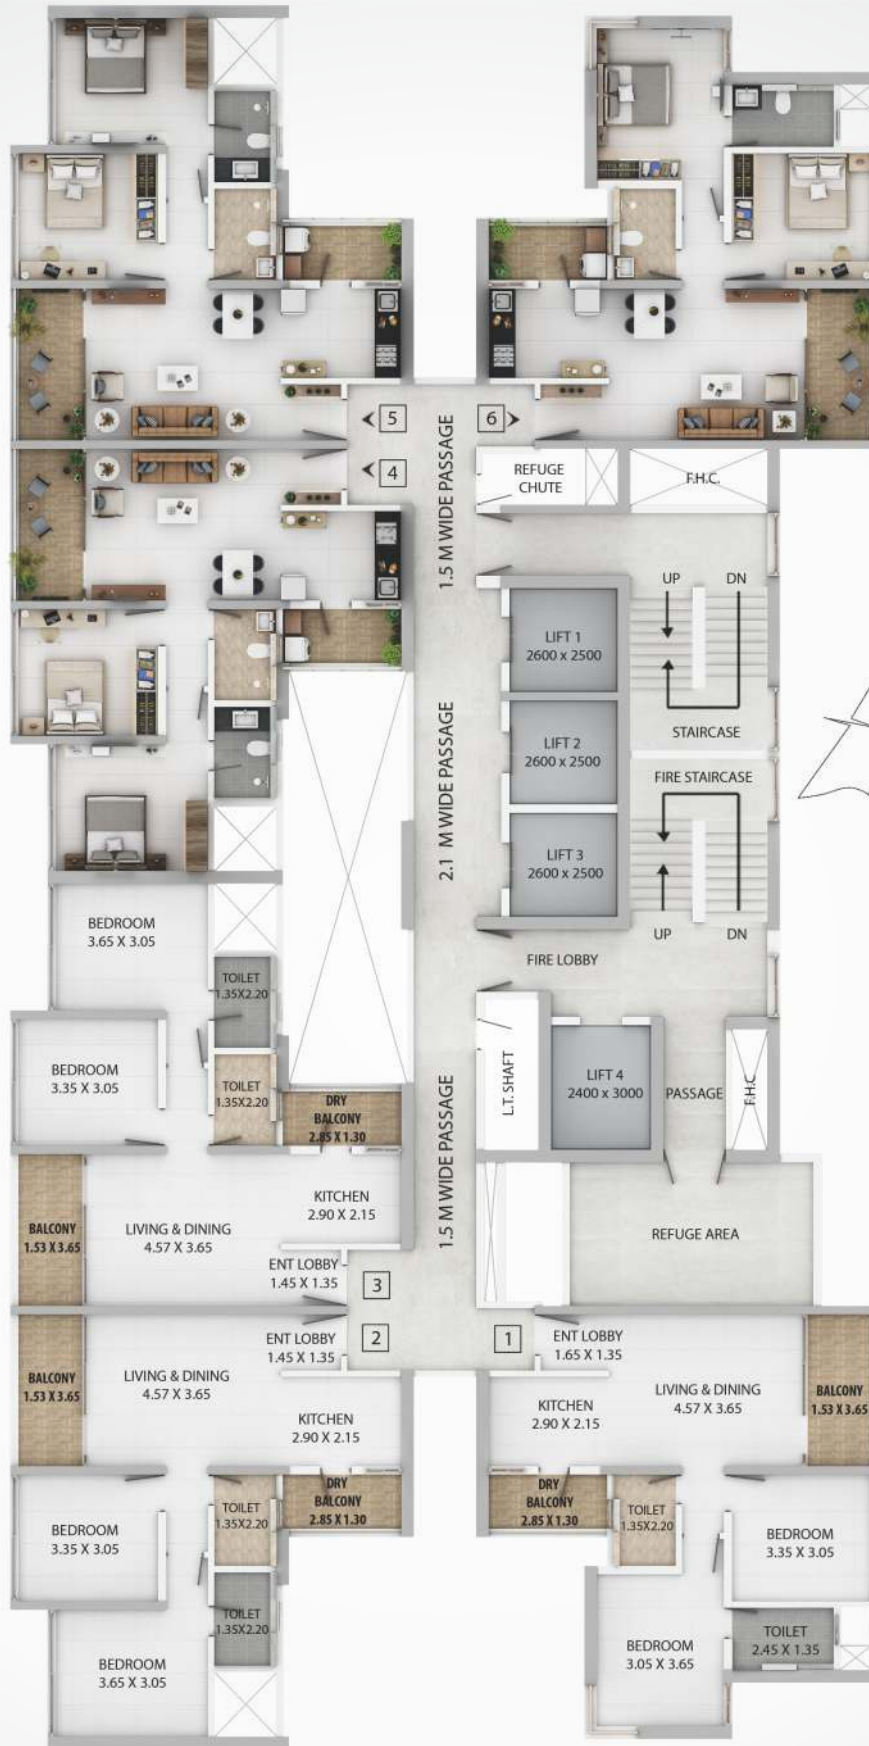 5
6
4
1.5 M WIDE PASSAGE
REFUGE
CHUTE
F.H.C.
UP
DN
LIFT 1
2600 x 2500
STAIRCASE
2.1 M WIDE PASSAGE
LIFT 2
2600 x 2500
FIRE STAIRCASE
LIFT 3
2600 x 2500
UP
DN
FIRE LOBBY
BEDROOM
3.65 X 3.05
TOILET
1.35X2.20
BEDROOM
3.35 X 3.05
TOILET
1.35X2.20
DRY
BALCONY
2.85 X 1.30
1.5 M WIDE PASSAGE
L.T. SHAFT
LIFT 4
2400 x 3000
PASSAGE
F.H.C
KITCHEN
2.90 X 2.15
BALCONY
1.53 X 3.65
LIVING & DINING
4.57 X 3.65
REFUGE AREA
ENT LOBBY
1.45 X 1.35
3
ENT LOBBY
1.45 X 1.35
2
1
ENT LOBBY
1.65 X 1.35
BALCONY
1.53 X 3.65
LIVING & DINING
4.57 X 3.65
KITCHEN
2.90 X 2.15
KITCHEN
2.90 X 2.15
LIVING & DINING
4.57 X 3.65
BALCONY
1.53 X 3.65
BEDROOM
3.35 X 3.05
TOILET
1.35X2.20
DRY
BALCONY
2.85 X 1.30
DRY
BALCONY
2.85 X 1.30
TOILET
1.35X2.20
BEDROOM
3.35 X 3.05
BEDROOM
3.65 X 3.05
TOILET
1.35X2.20
BEDROOM
3.05 X 3.65
TOILET
2.45 X 1.35